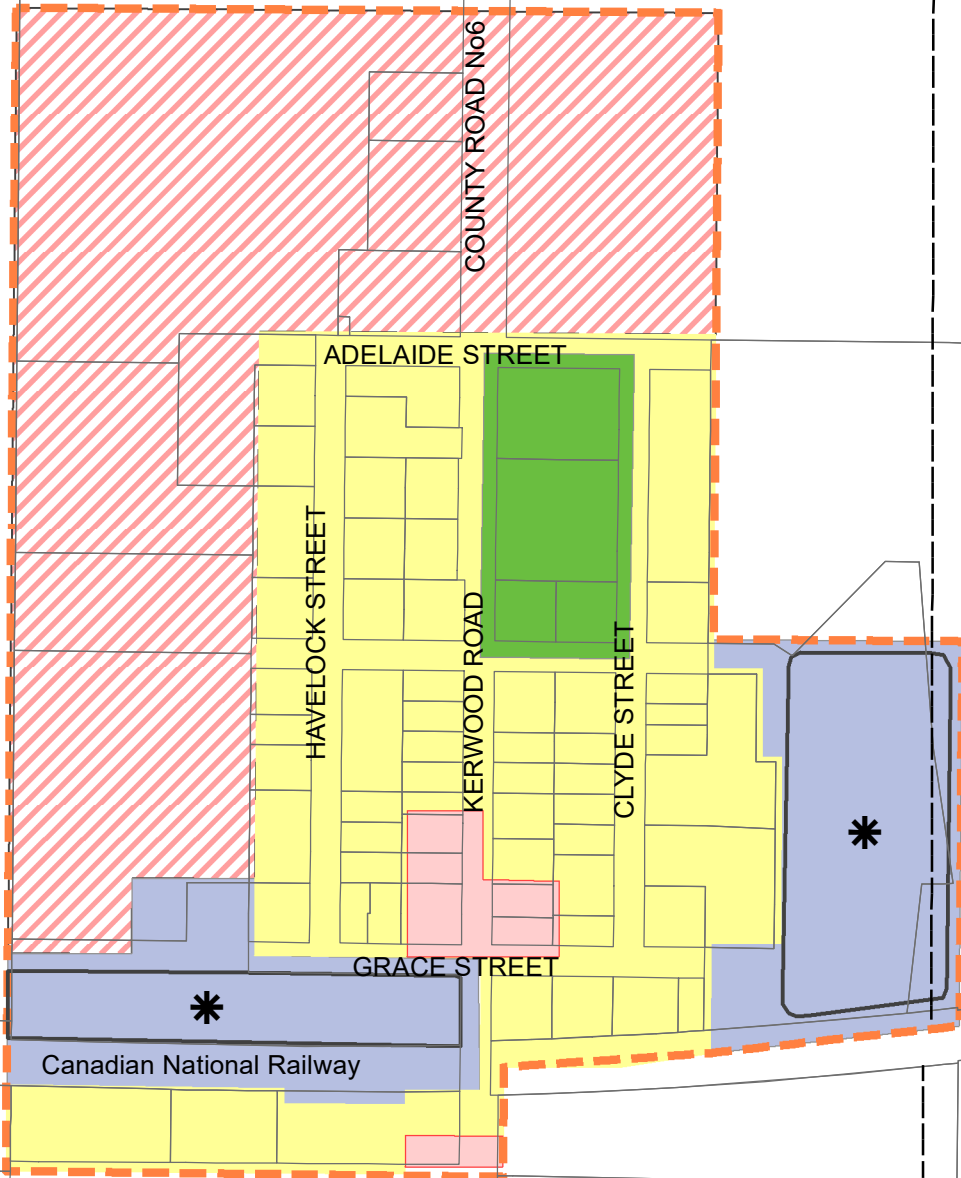 COUNTY ROAD No6
ADELAIDE STREET
HAVELOCK STREET
KERWOOD ROAD
CLYDE STREET
GRACE STREET
Canadian National Railway